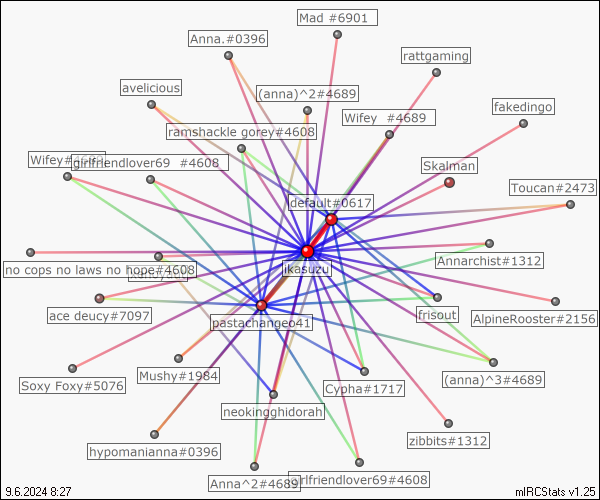 Mad #6901
Anna.#0396
rattgaming
avelicious
(anna)^2#4689
fakedingo
Wifey #4689
ramshackle gorey#4608
Wifey#
girlfriendlover69 #4608
Skalman
Toucan#2473
default#0617
Annarchist#1312
no cops no laws no hope#4608
ikasuzu
ace deucy#7097
pastachangeo41
frisout
AlpineRooster#2156
Mushy#1984
Soxy Foxy#5076
Cypha#1717
(anna)^3#4689
neokingghidorah
zibbits#1312
hypomanianna#0396
Anna^2#4689
girlfriendlover69#4608
9.6.2024 8:27
mIRCStats v1.25